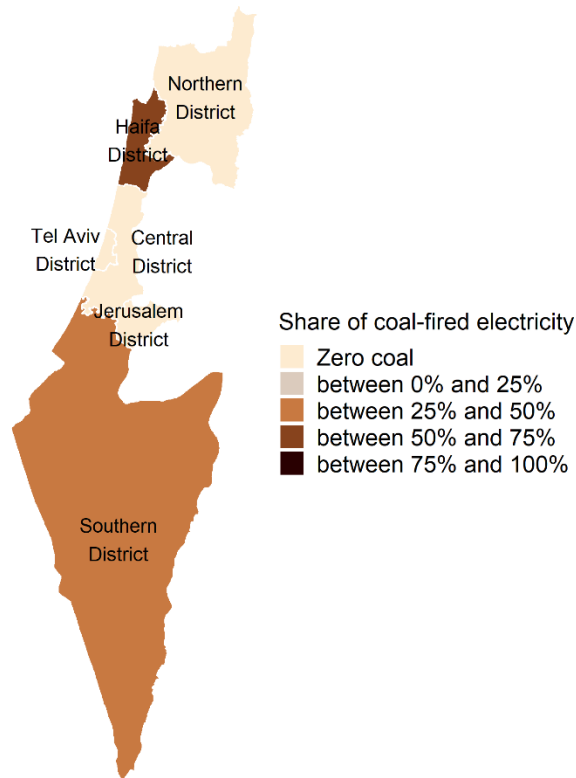 Northern
District
Haifa
District
Tel Aviv
District
Central
District
Jerusalem
District
Share of coal-fired electricity
Zero coal
between 0% and 25%
between 25% and 50%
between 50% and 75%
between 75% and 100%
Southern
District